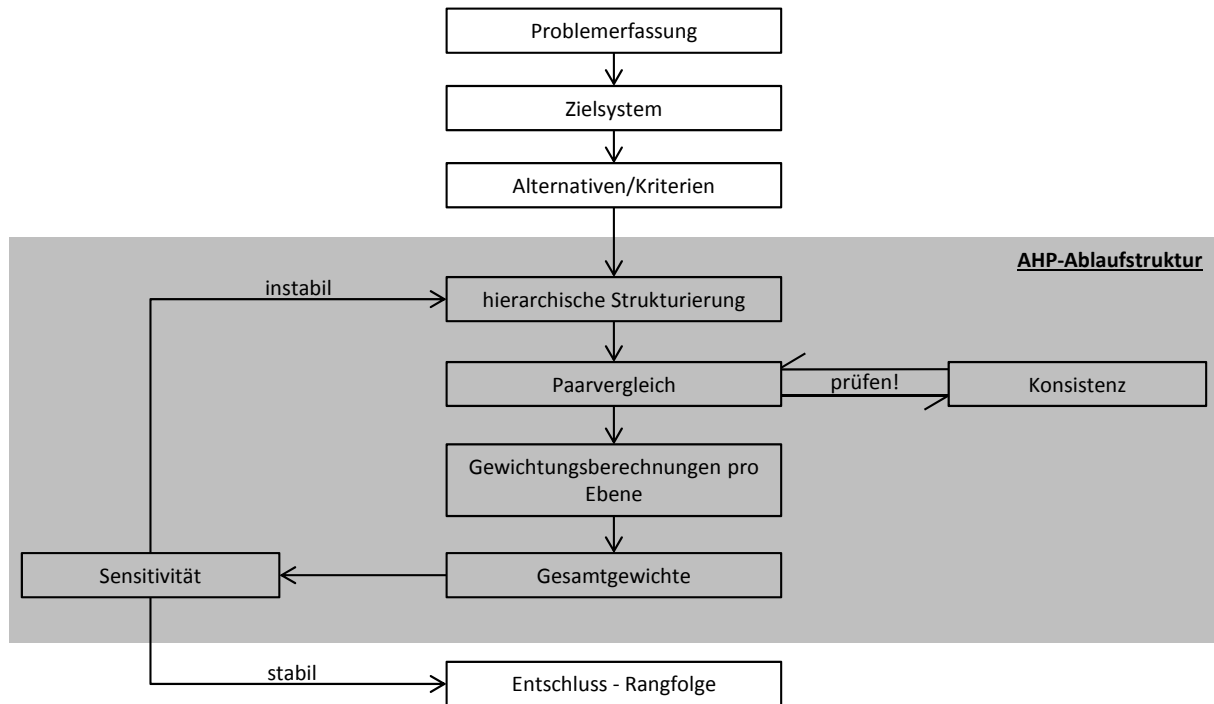 Problemerfassung
Zielsystem
Alternativen/Kriterien
AHP-Ablaufstruktur
instabil
hierarchische Strukturierung
Paarvergleich
prüfen!
Konsistenz
Gewichtungsberechnungen pro
Ebene
Sensitivität
Gesamtgewichte
stabil
Entschluss - Rangfolge